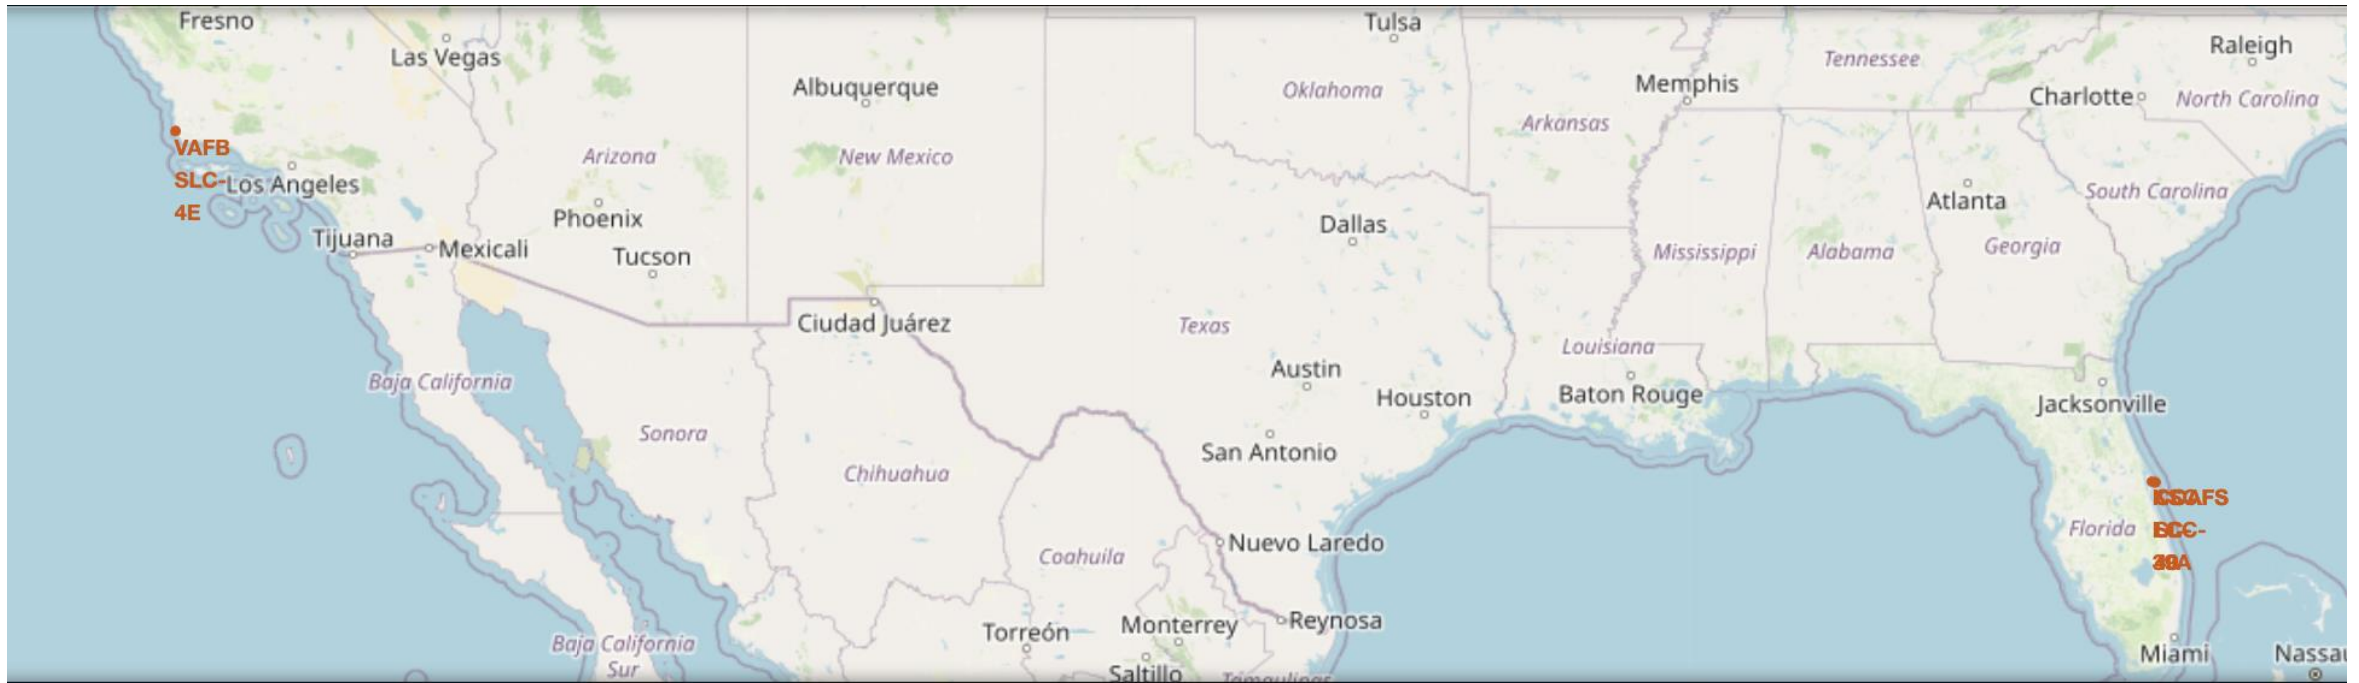 Fresno
Tulsa
Las Vegas
Raleigh
Tennessee
Albuquerque
Oklahoma
Memphis
Charlotte
North Carolina
Arkansas
VAFB
SLC-
4E
Los Angeles
Arizona
New Mexico
Phoenix
Dallas
Atlanta
South Carolina
Tijuana
Mexicali
Tucson
Mississippi
Alabama
Georgia
Ciudad Juárez
Texas
Louisiana
Baja California
Austin
Houston
Baton Rouge
Jacksonville
Sonora
San Antonio
Chihuahua
Florida
Coahuila
Nuevo Laredo
Torreón
Monterrey
Reynosa
Baja California
Sur
Saltillo
Tamaulipas
Miami
Nassau